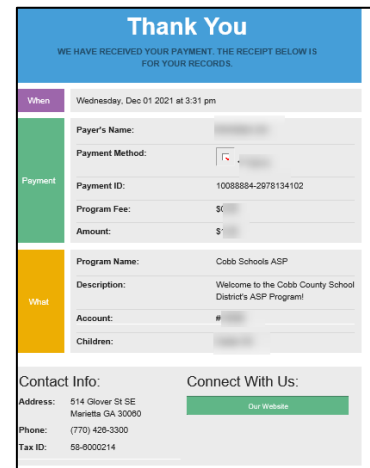 Thank You
WE HAVE RECEIVED YOUR PAYMENT. THE RECEIPT BELOW IS
FOR YOUR RECORDS.
When
Wednesday, Dec 01 2021 at 3:31 pm
Payment
Payer's Name:
Payment Method:
Payment ID: 10088884-2978134102
Program Fee: $
Amount: $
What
Program Name: Cobb Schools ASP
Description: Welcome to the Cobb County School
District's ASP Program!
Account: #
Children:
Contact Info:
Address: 514 Glover St SE
Marietta GA 30060
Phone: (770) 426-3300
Tax ID: 58-6000214
Connect With Us:
Our Website